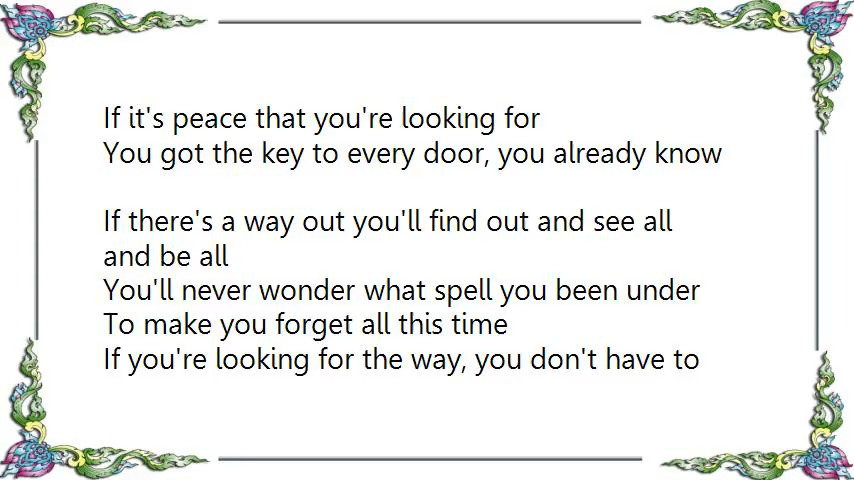 If it's peace that you're looking for
You got the key to every door, you already know
If there's a way out you'll find out and see all
and be all
You'll never wonder what spell you been under
To make you forget all this time
If you're looking for the way, you don't have to